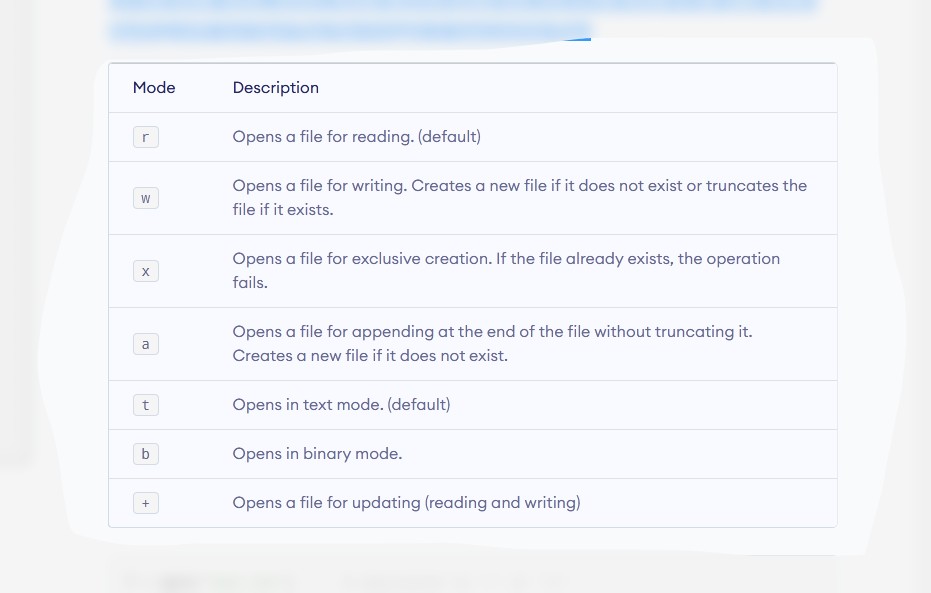 Mode Description
r Opens a file for reading. (default)
w Opens a file for writing. Creates a new file if it does not exist or truncates the
file if it exists.
x Opens a file for exclusive creation. If the file already exists, the operation
fails.
a Opens a file for appending at the end of the file without truncating it.
Creates a new file if it does not exist.
t Opens in text mode. (default)
b Opens in binary mode.
+ Opens a file for updating (reading and writing)